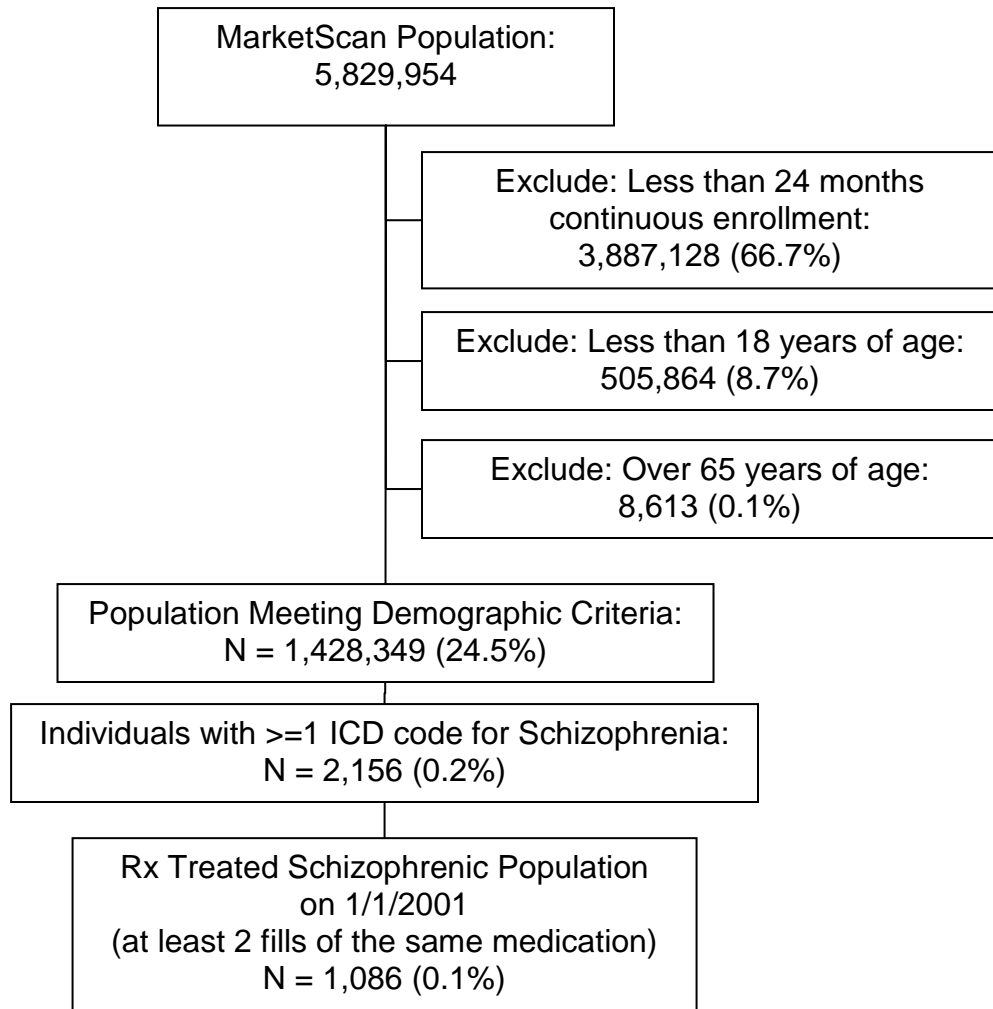 MarketScan Population:
5,829,954
Exclude: Less than 24 months
continuous enrollment:
3,887,128 (66.7%)
Exclude: Less than 18 years of age:
505,864 (8.7%)
Exclude: Over 65 years of age:
8,613 (0.1%)
Population Meeting Demographic Criteria:
N = 1,428,349 (24.5%)
Individuals with >=1 ICD code for Schizophrenia:
N = 2,156 (0.2%)
Rx Treated Schizophrenic Population
on 1/1/2001
(at least 2 fills of the same medication)
N = 1,086 (0.1%)